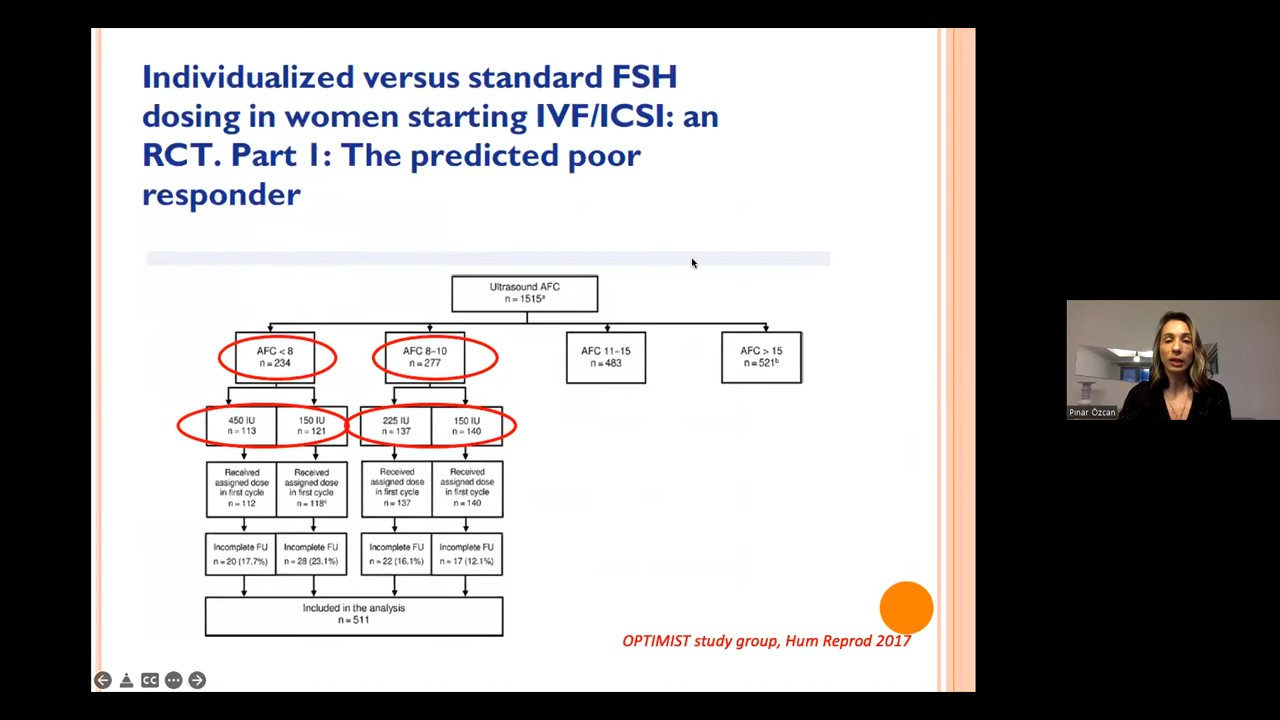 Individualized versus standard FSH
dosing in women starting IVF/ICSI: an
RCT. Part 1: The predicted poor
responder
Ultrasound AFC
n = 1515ª
AFC < 8
n = 234
AFC 8–10
n = 277
AFC 11–15
n = 483
AFC > 15
n = 521ᵇ
450 IU
n = 113
150 IU
n = 121
225 IU
n = 137
150 IU
n = 140
Received
assigned dose
in first cycle
n = 112
Received
assigned dose
in first cycle
n = 118ᶜ
Received
assigned dose
in first cycle
n = 137
Received
assigned dose
in first cycle
n = 140
Incomplete FU
n = 20 (17.7%)
Incomplete FU
n = 28 (23.1%)
Incomplete FU
n = 22 (16.1%)
Incomplete FU
n = 17 (12.1%)
Included in the analysis
n = 511
OPTIMIST study group, Hum Reprod 2017
CC
Pınar Özcan